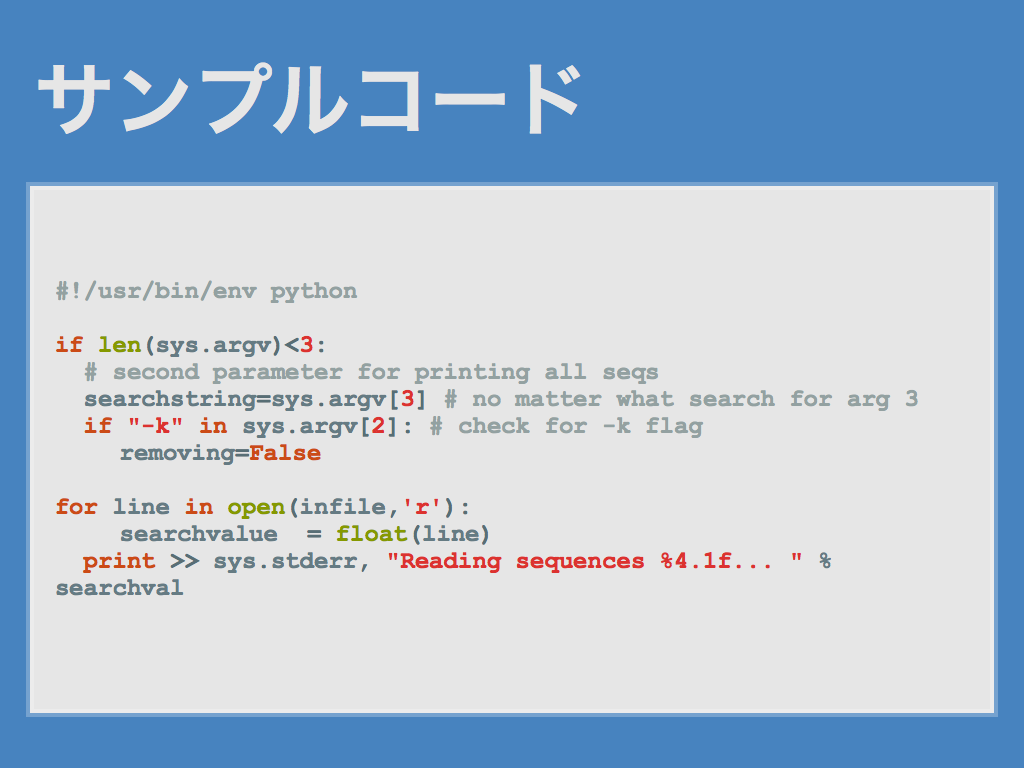 サンプルコード
#!/usr/bin/env python
if len(sys.argv)<3:
# second parameter for printing all seqs
searchstring=sys.argv[3] # no matter what search for arg 3
if "-k" in sys.argv[2]: # check for -k flag
removing=False
for line in open(infile,'r'):
searchvalue  = float(line)
print >> sys.stderr, "Reading sequences %4.1f... " %
searchval